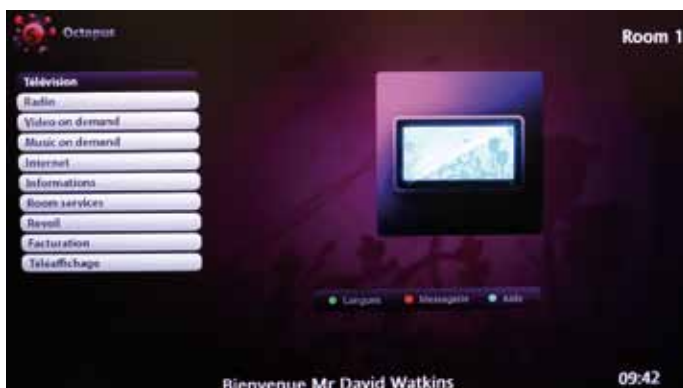 Octopus
Room 1
Télévision
Radio
Video on demand
Music on demand
Internet
Informations
Room services
Reveil
Facturation
Téléaffichage
Langues Messagerie Aide
Bienvenue Mr David Watkins
09:42